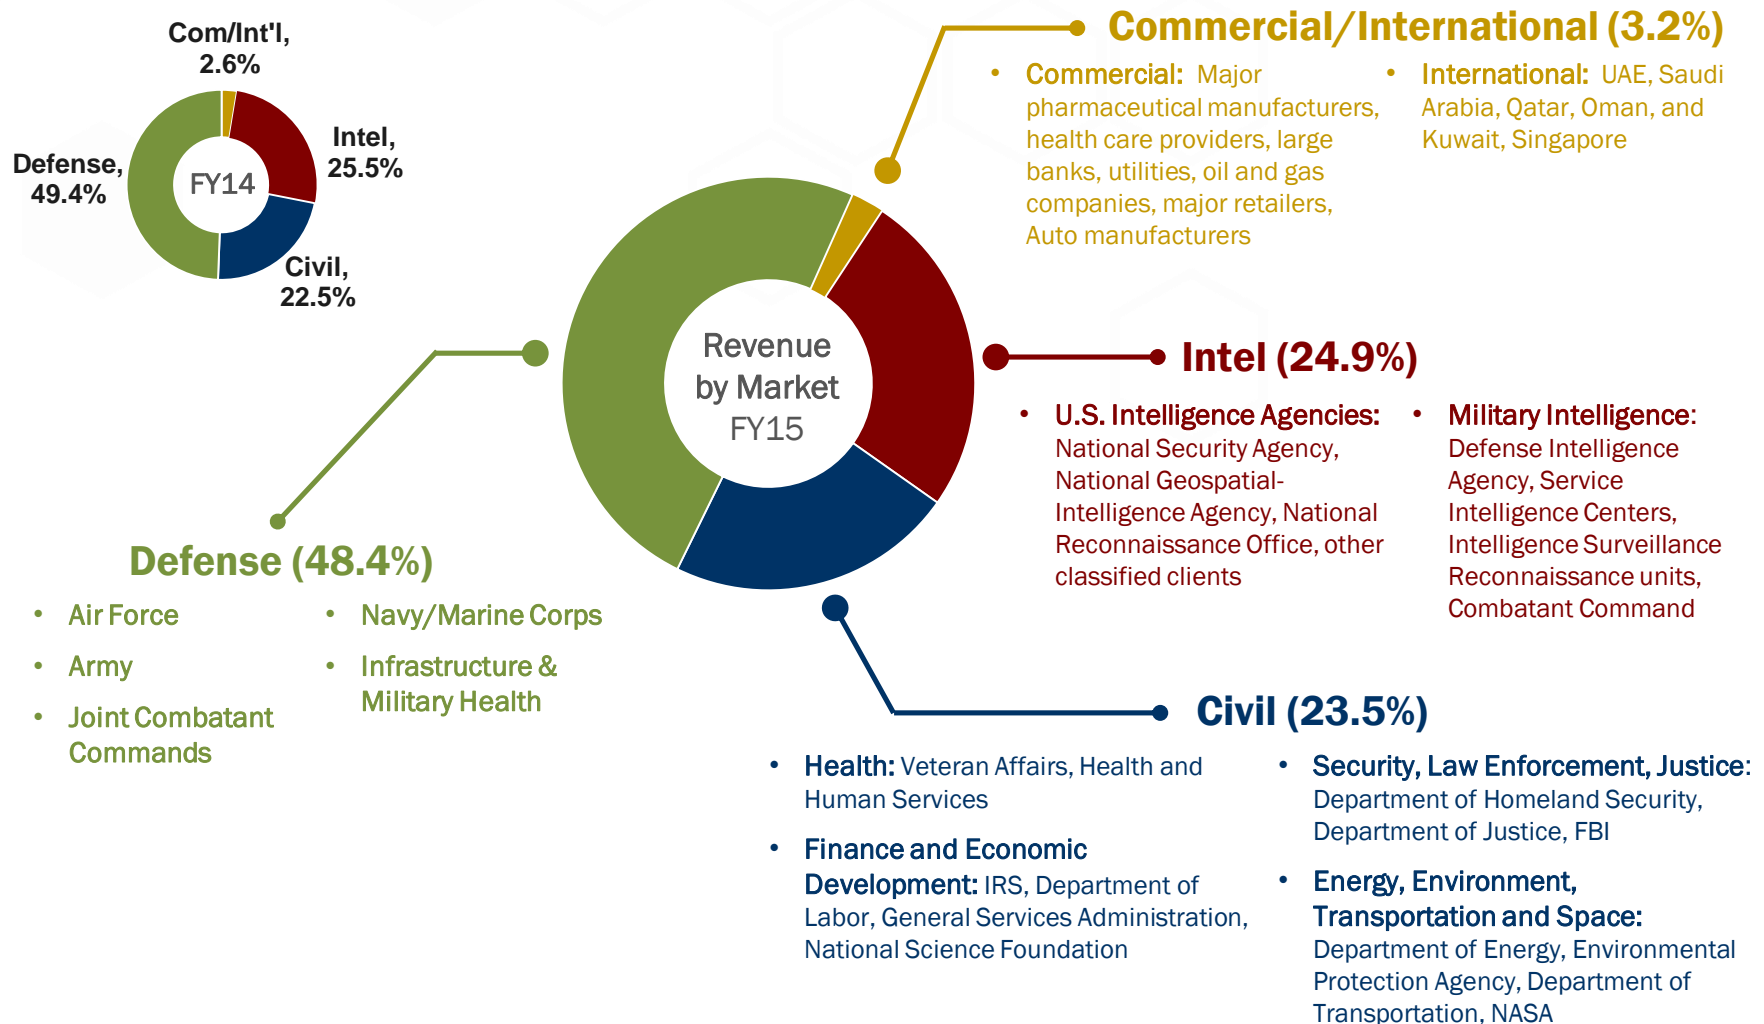 Com/Int'l,
2.6%
Intel,
25.5%
Defense,
49.4%
FY14
Civil,
22.5%
Commercial/International (3.2%)
• Commercial: Major
pharmaceutical manufacturers,
health care providers, large
banks, utilities, oil and gas
companies, major retailers,
Auto manufacturers
• International: UAE, Saudi
Arabia, Qatar, Oman, and
Kuwait, Singapore
Revenue
by Market
FY15
Intel (24.9%)
• U.S. Intelligence Agencies:
National Security Agency,
National Geospatial-
Intelligence Agency, National
Reconnaissance Office, other
classified clients
• Military Intelligence:
Defense Intelligence
Agency, Service
Intelligence Centers,
Intelligence Surveillance
Reconnaissance units,
Combatant Command
Defense (48.4%)
• Air Force
• Army
• Joint Combatant
Commands
• Navy/Marine Corps
• Infrastructure &
Military Health
Civil (23.5%)
• Health: Veteran Affairs, Health and
Human Services
• Finance and Economic
Development: IRS, Department of
Labor, General Services Administration,
National Science Foundation
• Security, Law Enforcement, Justice:
Department of Homeland Security,
Department of Justice, FBI
• Energy, Environment,
Transportation and Space:
Department of Energy, Environmental
Protection Agency, Department of
Transportation, NASA